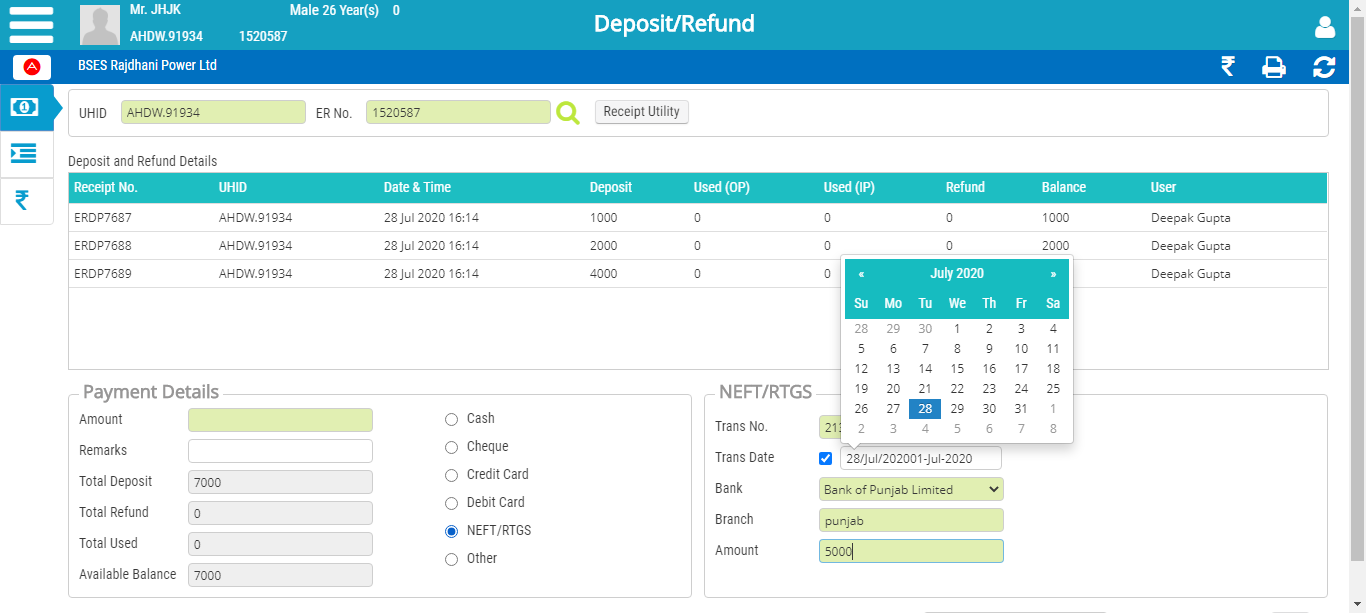 Mr. JHJK Male 26 Year(s) 0
AHDW.91934 1520587
Deposit/Refund
BSES Rajdhani Power Ltd
UHID AHDW.91934 ER No. 1520587 Receipt Utility
Deposit and Refund Details
Receipt No. UHID Date & Time Deposit Used (OP) Used (IP) Refund Balance User
ERDP7687 AHDW.91934 28 Jul 2020 16:14 1000 0 0 0 1000 Deepak Gupta
ERDP7688 AHDW.91934 28 Jul 2020 16:14 2000 0 0 0 2000 Deepak Gupta
ERDP7689 AHDW.91934 28 Jul 2020 16:14 4000 0 0 Deepak Gupta
« July 2020 »
Su Mo Tu We Th Fr Sa
28 29 30 1 2 3 4
5 6 7 8 9 10 11
12 13 14 15 16 17 18
19 20 21 22 23 24 25
26 27 28 29 30 31 1
2 3 4 5 6 7 8
Payment Details
Amount
Remarks
Total Deposit 7000
Total Refund 0
Total Used 0
Available Balance 7000
Cash
Cheque
Credit Card
Debit Card
NEFT/RTGS
Other
NEFT/RTGS
Trans No.
Trans Date 28/Jul/202001-Jul-2020
Bank Bank of Punjab Limited
Branch punjab
Amount 5000